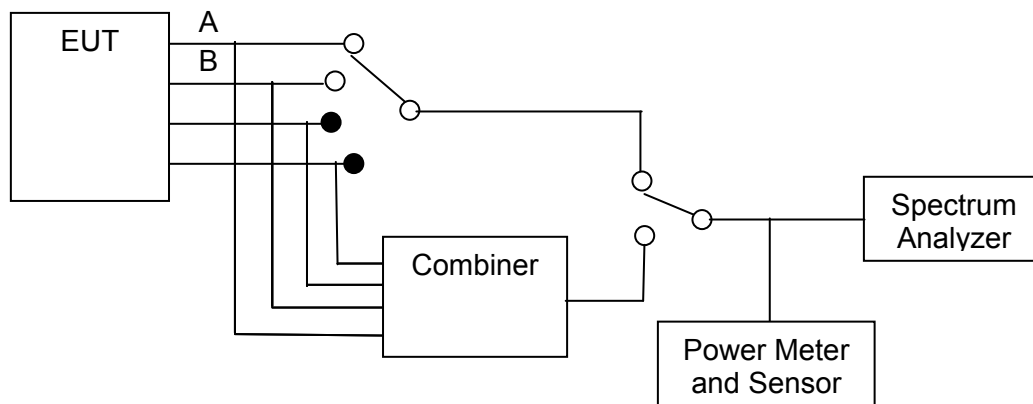 EUT
A
B
Combiner
Spectrum
Analyzer
Power Meter
and Sensor